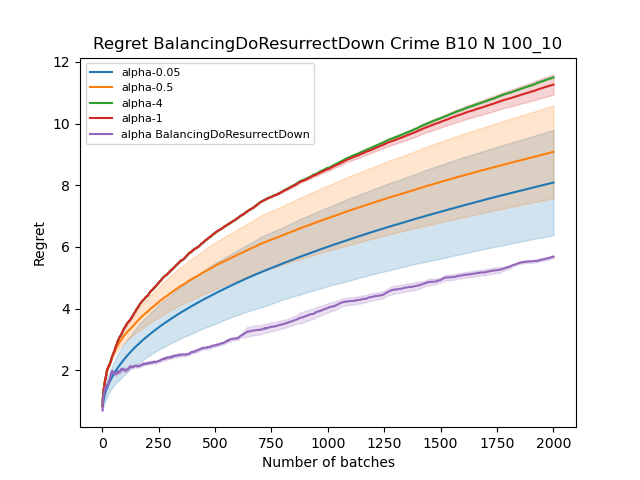 Regret BalancingDoResurrectDown Crime B10 N 100_10
alpha-0.05
alpha-0.5
alpha-4
alpha-1
alpha BalancingDoResurrectDown
12
10
8
6
4
2
Regret
0 250 500 750 1000 1250 1500 1750 2000
Number of batches